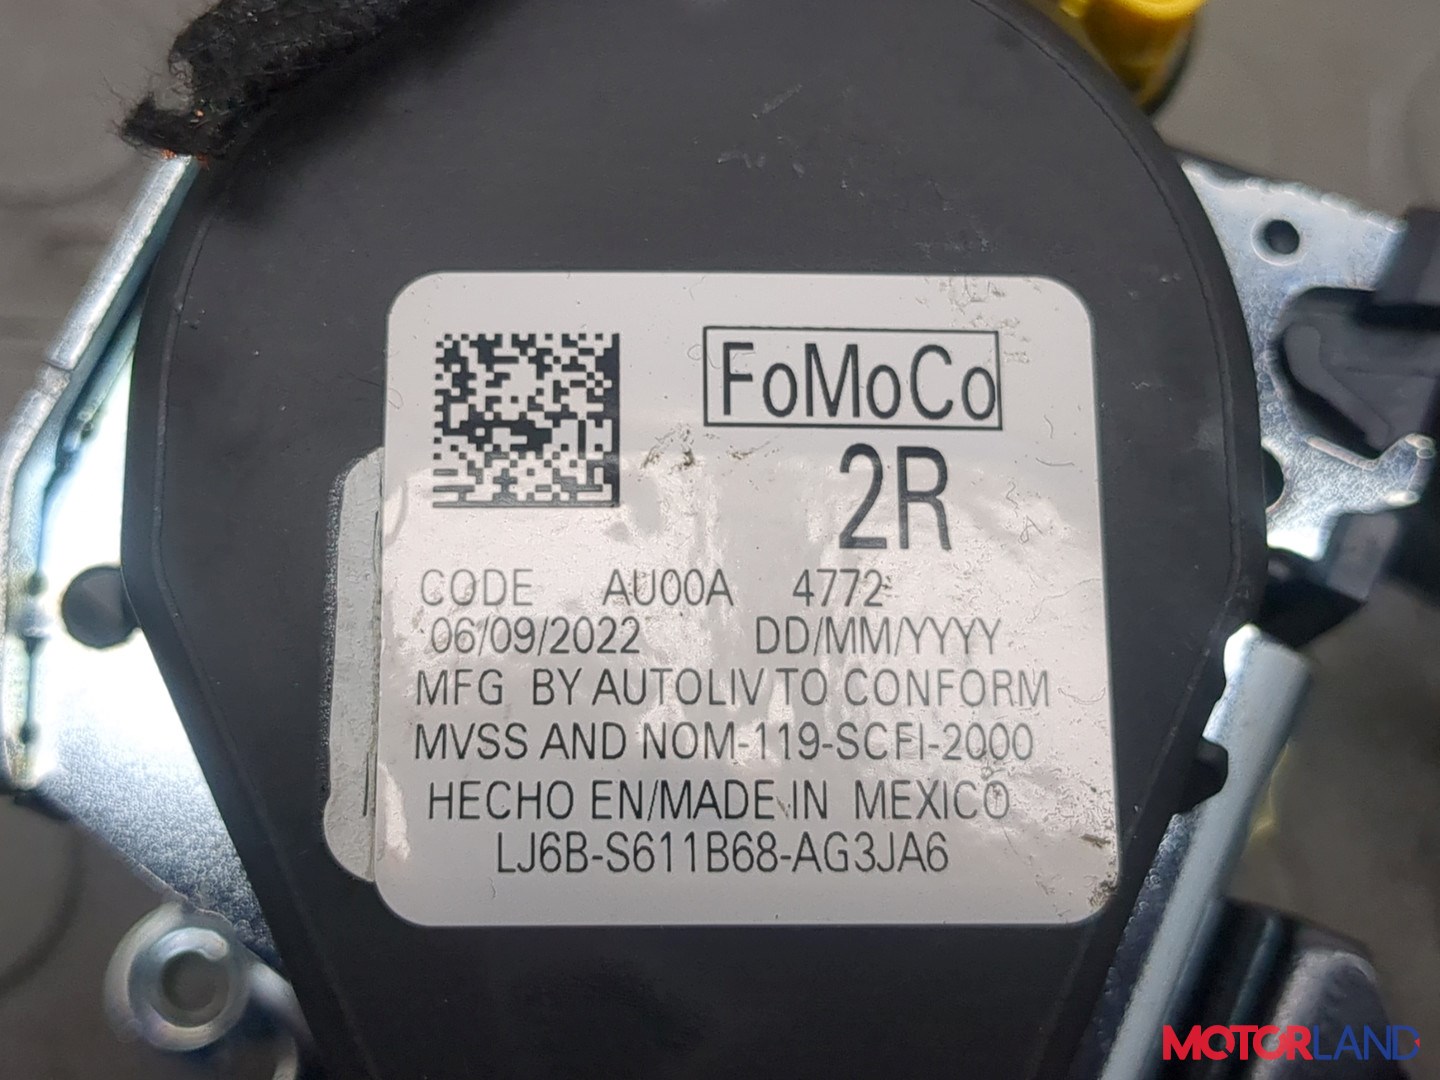 FoMoCo
2R
CODE AU00A 4772
06/09/2022 DD/MM/YYYY
MFG BY AUTOLIV TO CONFORM
MVSS AND NOM-119-SCFI-2000
HECHO EN/MADE IN MEXICO
LJ6B-S611B68-AG3JA6
MOTORLAND